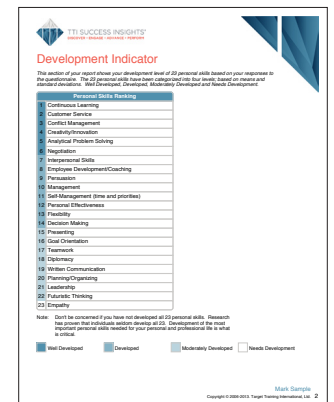 TTI SUCCESS INSIGHTS®
DISCOVER • ENGAGE • ADVANCE • PERFORM
Development Indicator
This section of your report shows your development level of 23 personal skills based on your responses to
the questionnaire. The 23 personal skills have been categorized into four levels; based on means and
standard deviations. Well Developed, Developed, Moderately Developed and Needs Development.
Personal Skills Ranking
1 Continuous Learning
2 Customer Service
3 Conflict Management
4 Creativity/Innovation
5 Analytical Problem Solving
6 Negotiation
7 Interpersonal Skills
8 Employee Development/Coaching
9 Persuasion
10 Management
11 Self-Management (time and priorities)
12 Personal Effectiveness
13 Flexibility
14 Decision Making
15 Presenting
16 Goal Orientation
17 Teamwork
18 Diplomacy
19 Written Communication
20 Planning/Organizing
21 Leadership
22 Futuristic Thinking
23 Empathy
Note: Don't be concerned if you have not developed all 23 personal skills. Research
has proven that individuals seldom develop all 23. Development of the most
important personal skills needed for your personal and professional life is what
is critical.
Well Developed Developed Moderately Developed Needs Development
Mark Sample
Copyright © 2006-2013. Target Training International, Ltd. 2